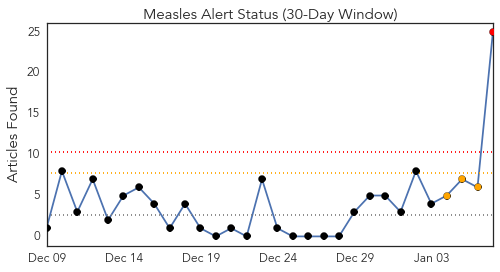 Measles Alert Status (30-Day Window)
Articles Found
25
20
15
10
5
0
Dec 09 Dec 14 Dec 19 Dec 24 Dec 29 Jan 03